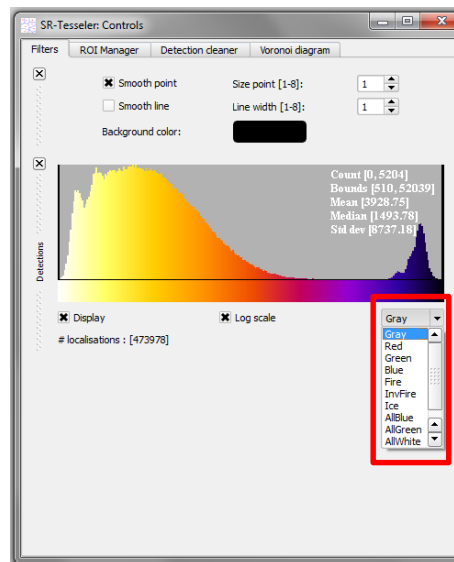 SR-Tesseler: Controls
Filters ROI Manager Detection cleaner Voronoi diagram
Smooth point Size point [1-8]: 1
Smooth line Line width [1-8]: 1
Background color:
Count [0, 5204]
Bounds [510, 52039]
Mean [3928.75]
Median [1493.78]
Std dev [8737.18]
Detections
Display Log scale Gray
# localisations : [473978]
Gray
Red
Green
Blue
Fire
InvFire
Ice
AllBlue
AllGreen
AllWhite